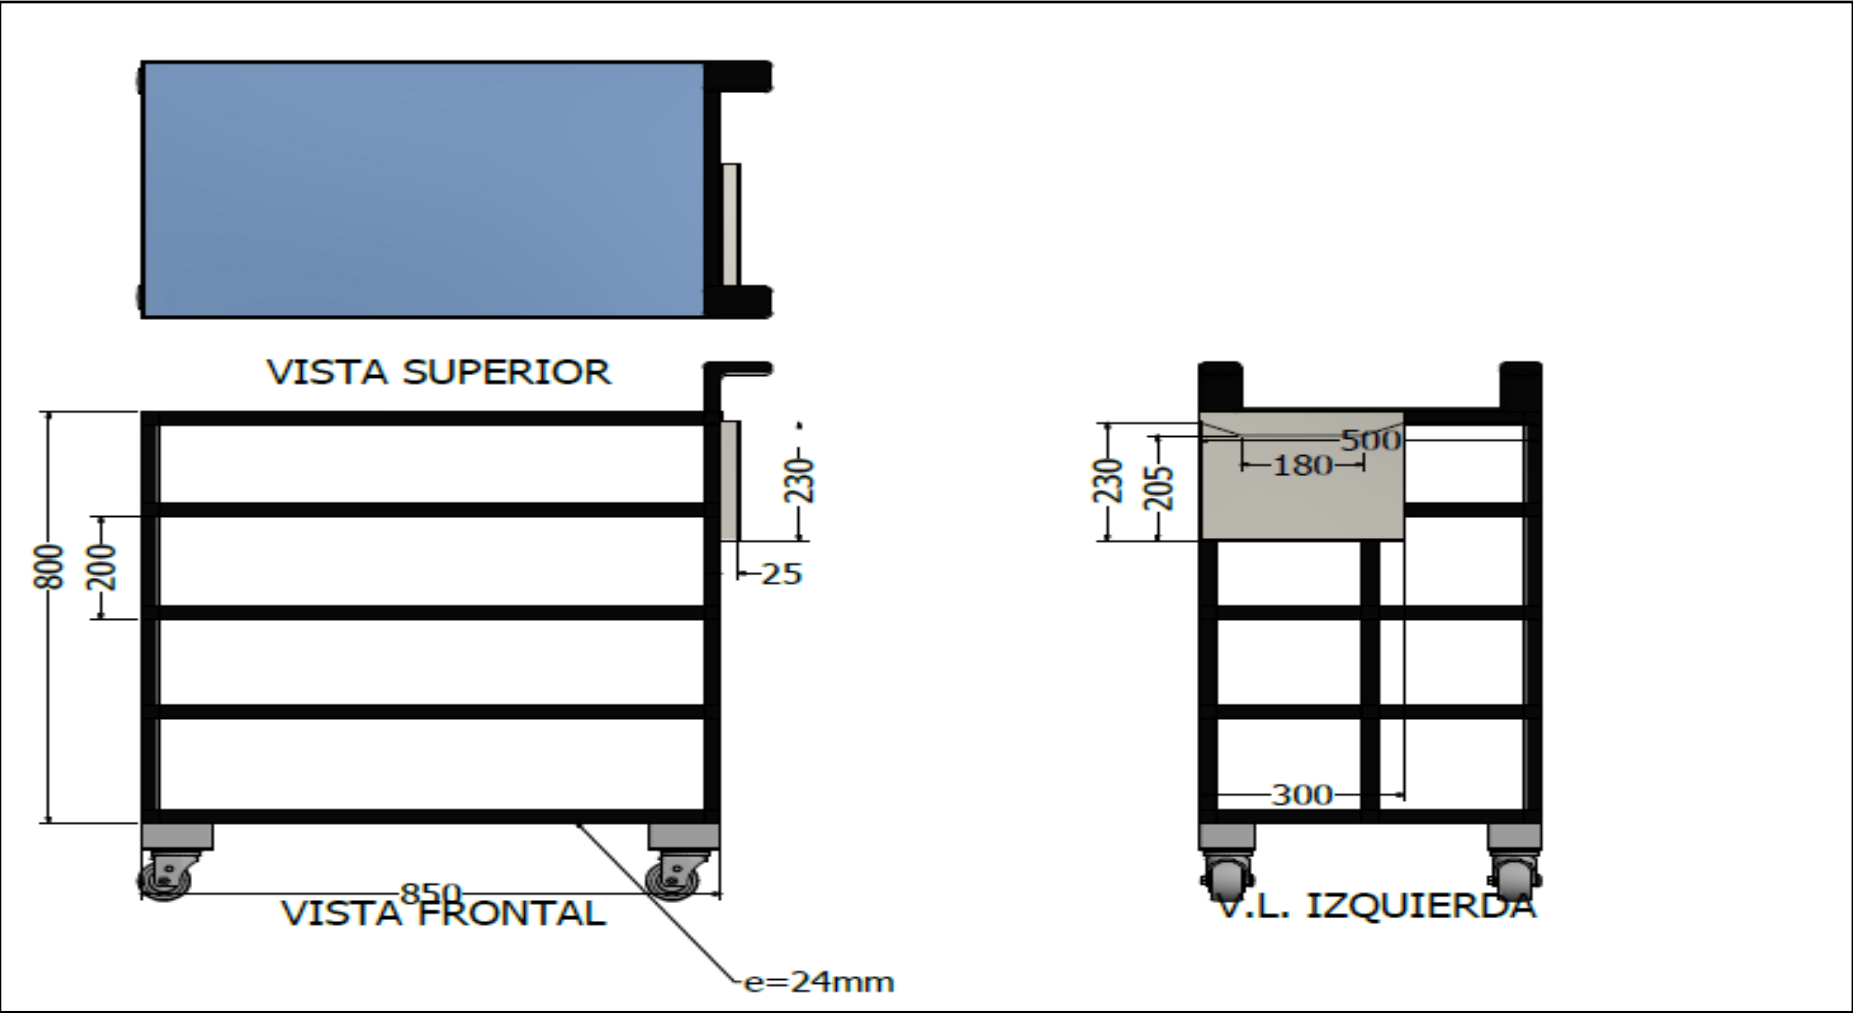 VISTA SUPERIOR
800
200
230
25
850
VISTA FRONTAL
e=24mm
230
205
500
180
300
V.L. IZQUIERDA